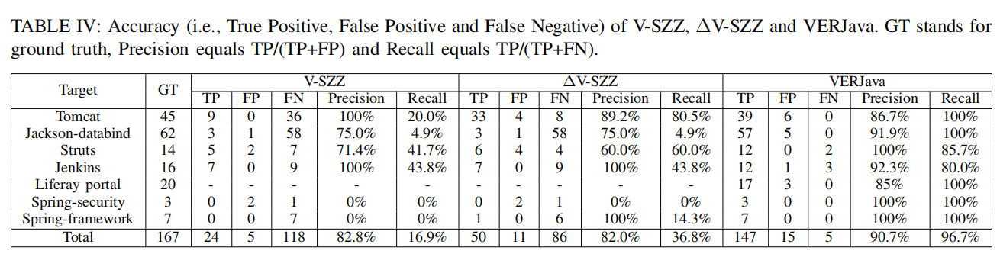 TABLE IV: Accuracy (i.e., True Positive, False Positive and False Negative) of V-SZZ, ΔV-SZZ and VERJava. GT stands for
ground truth, Precision equals TP/(TP+FP) and Recall equals TP/(TP+FN).
Target GT V-SZZ ΔV-SZZ VERJava
TP FP FN Precision Recall TP FP FN Precision Recall TP FP FN Precision Recall
Tomcat 45 9 0 36 100% 20.0% 33 4 8 89.2% 80.5% 39 6 0 86.7% 100%
Jackson-databind 62 3 1 58 75.0% 4.9% 3 1 58 75.0% 4.9% 57 5 0 91.9% 100%
Struts 14 5 2 7 71.4% 41.7% 6 4 4 60.0% 60.0% 12 0 2 100% 85.7%
Jenkins 16 7 0 9 100% 43.8% 7 0 9 100% 43.8% 12 1 3 92.3% 80.0%
Liferay portal 20 - - - - - - - - - - 17 3 0 85% 100%
Spring-security 3 0 2 1 0% 0% 0 2 1 0% 0% 3 0 0 100% 100%
Spring-framework 7 0 0 7 0% 0% 1 0 6 100% 14.3% 7 0 0 100% 100%
Total 167 24 5 118 82.8% 16.9% 50 11 86 82.0% 36.8% 147 15 5 90.7% 96.7%